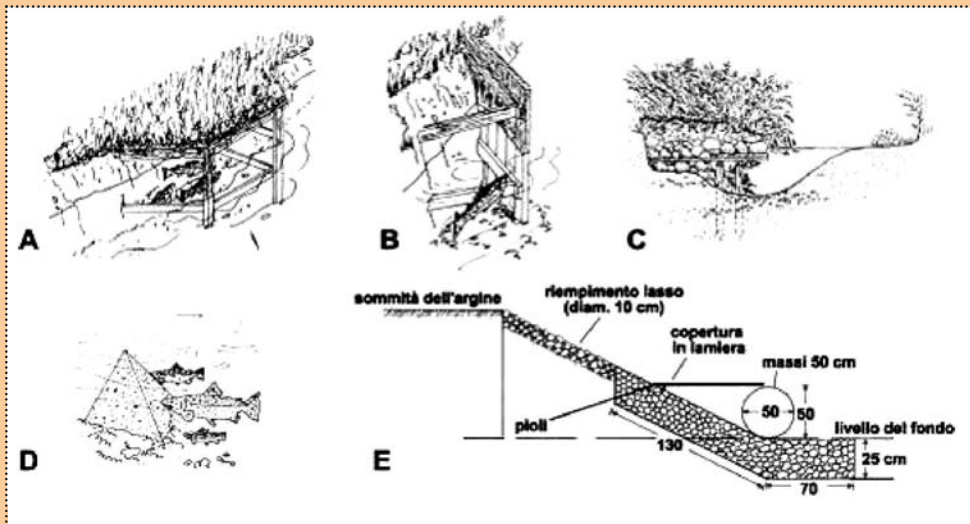 A
B
C
D
E
sommità dell'argine
riempimento lasso
(diam. 10 cm)
copertura
in lamiera
massi 50 cm
50
50
pioli
livello del fondo
130
25 cm
70